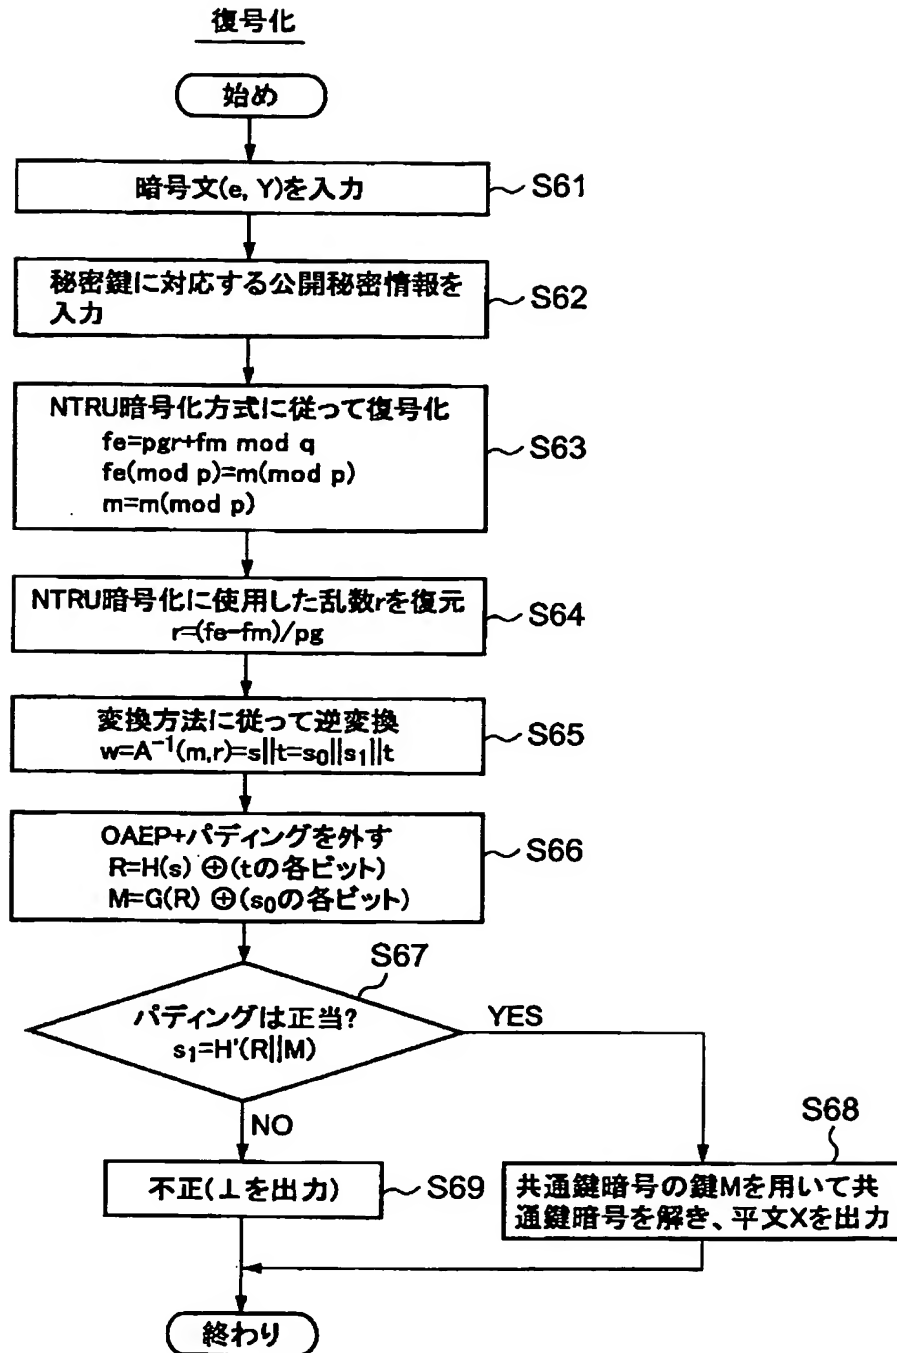 復号化
始め
暗号文(e, Y)を入力
S61
秘密鍵に対応する公開秘密情報を
入力
S62
NTRU暗号化方式に従って復号化
fe=pgr+fm mod q
fe(mod p)=m(mod p)
m=m(mod p)
S63
NTRU暗号化に使用した乱数rを復元
r=(fe-fm)/pg
S64
変換方法に従って逆変換
w=A⁻¹(m,r)=s||t=s₀||s₁||t
S65
OAEP+パディングを外す
R=H(s) ⊕(tの各ビット)
M=G(R) ⊕(s₀の各ビット)
S66
S67
パディングは正当?
s₁=H'(R||M)
YES
NO
S68
不正(⊥を出力)
S69
共通鍵暗号の鍵Mを用いて共
通鍵暗号を解き、平文Xを出力
終わり